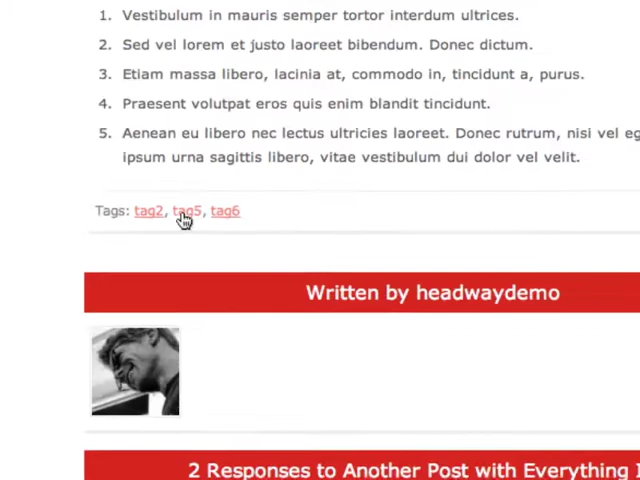 1. Vestibulum in mauris semper tortor interdum ultrices.
2. Sed vel lorem et justo laoreet bibendum. Donec dictum.
3. Etiam massa libero, lacinia at, commodo in, tincidunt a, purus.
4. Praesent volutpat eros quis enim blandit tincidunt.
5. Aenean eu libero nec lectus ultricies laoreet. Donec rutrum, nisi vel
ipsum urna sagittis libero, vitae vestibulum dui dolor vel velit.
Tags: tag2, tag5, tag6
Written by headwaydemo
2 Responses to Another Post with Everything